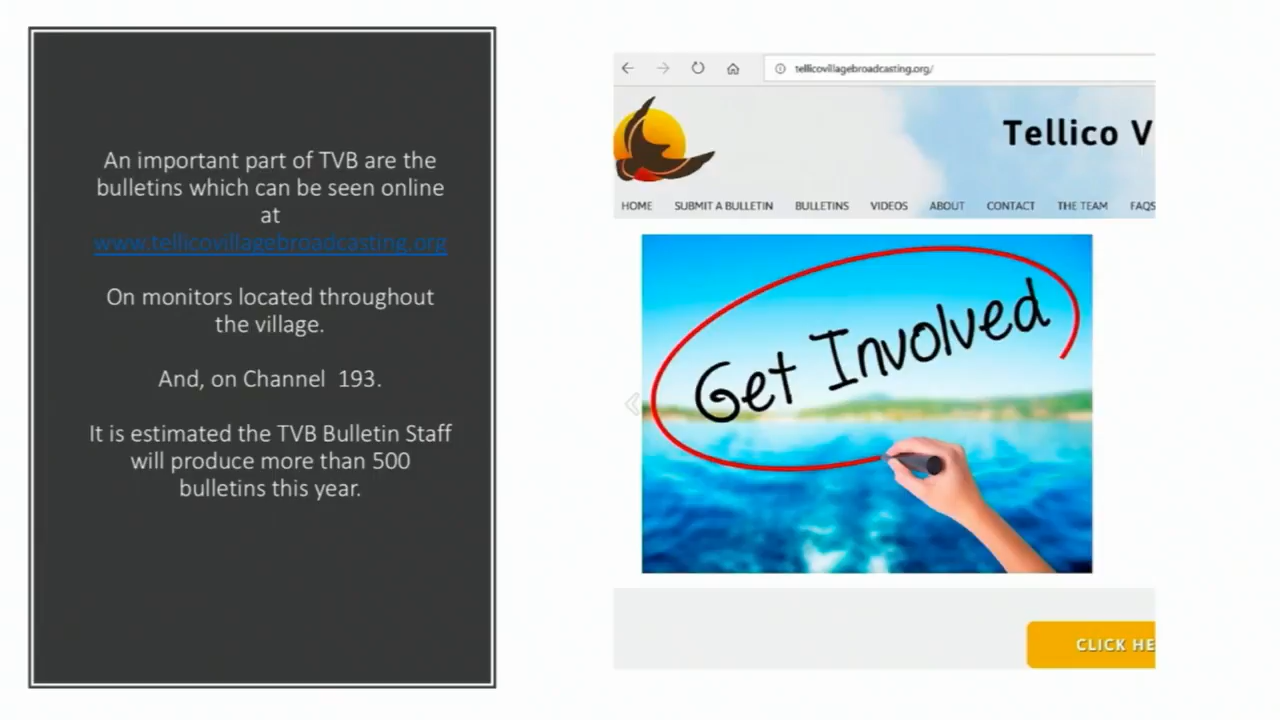 An important part of TVB are the
bulletins which can be seen online
at
www.tellicovillagebroadcasting.org
On monitors located throughout
the village.
And, on Channel 193.
It is estimated the TVB Bulletin Staff
will produce more than 500
bulletins this year.
tellicovillagebroadcasting.org/
Tellico V
HOME SUBMIT A BULLETIN BULLETINS VIDEOS ABOUT CONTACT THE TEAM FAQS
Get Involved
CLICK HE